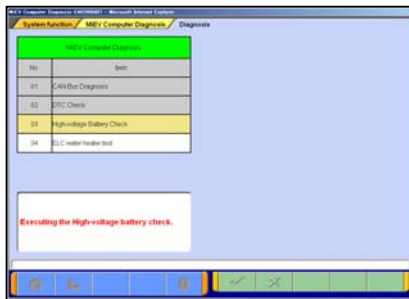 MiEV Computer Diagnosis
System function
MiEV Computer Diagnosis
Diagnosis
MiEV Computer Diagnosis
No
Item
01 CAN Bus Diagnosis
02 DTC Check
03 High-voltage Battery Check
04 ELC water heater test
Executing the High-voltage battery check.